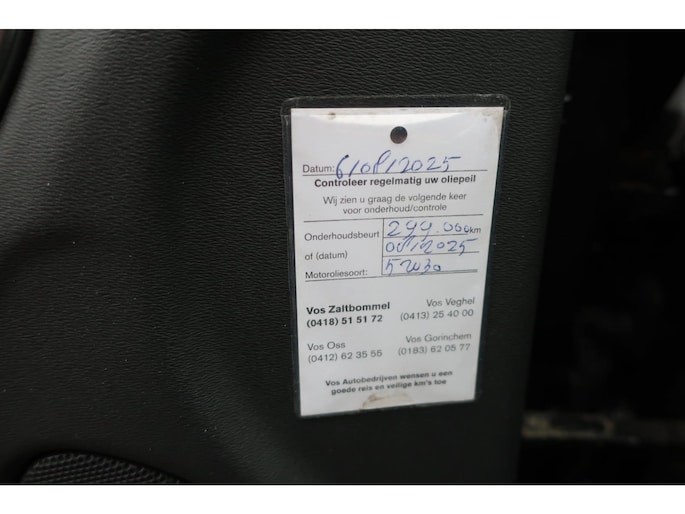 Datum: 6/08/2025
Controleer regelmatig uw oliepeil
Wij zien u graag de volgende keer
voor onderhoud/controle
Onderhoudsbeurt 299.000 km
of (datum) 08/2025
Motoroliesoort: 5W30
Vos Zaltbommel
(0418) 51 51 72
Vos Veghel
(0413) 25 40 00
Vos Oss
(0412) 62 35 55
Vos Gorinchem
(0183) 62 05 77
Vos Autobedrijven wensen u een
goede reis en veilige km's toe